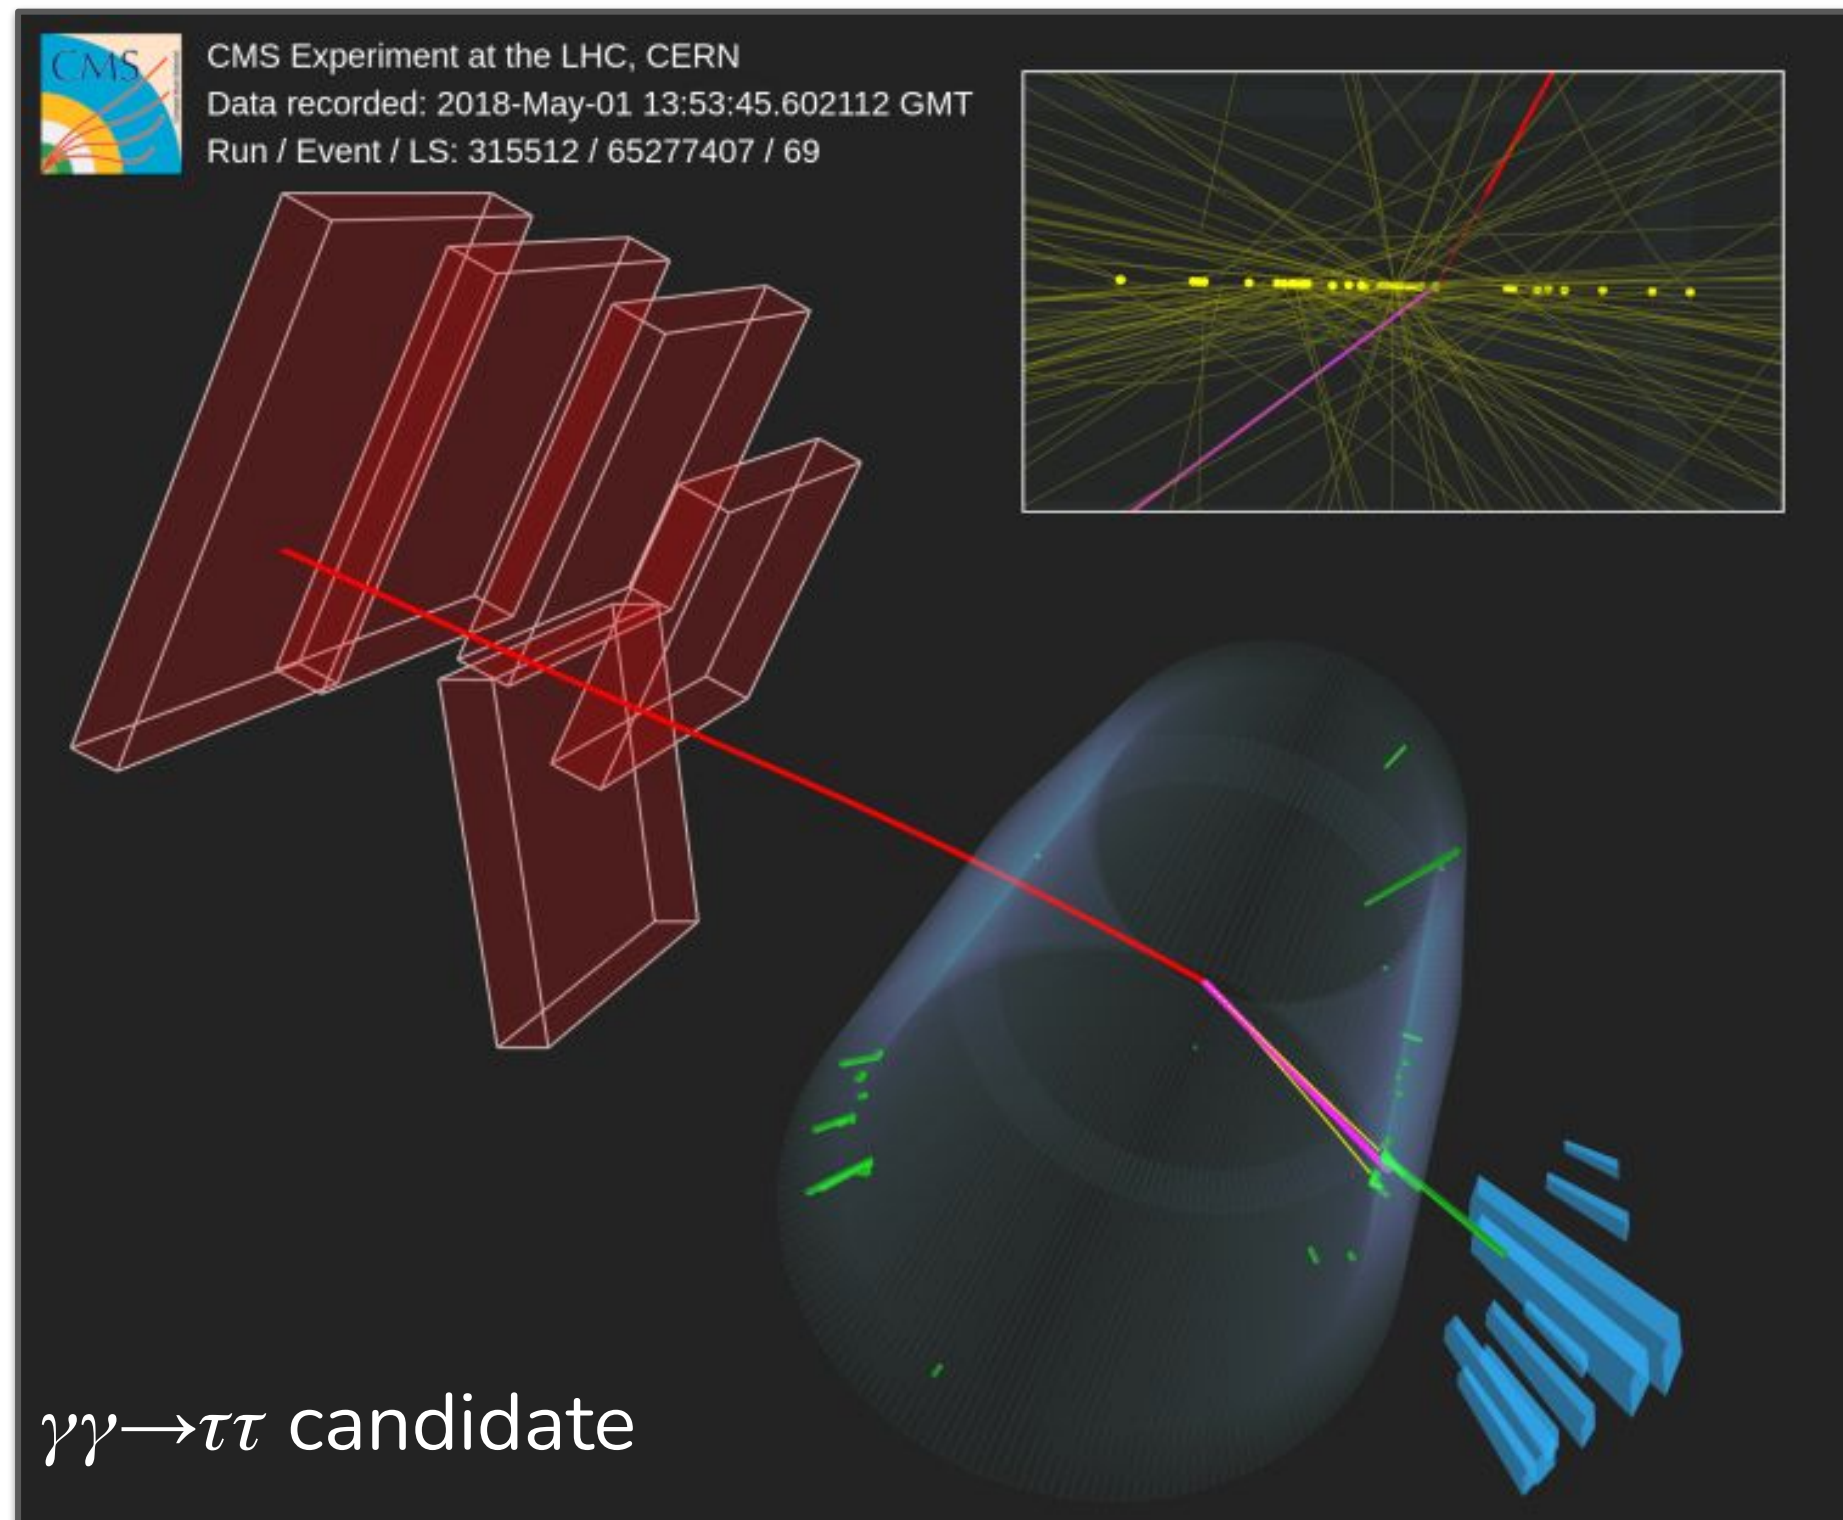 CMS
CMS Experiment at the LHC, CERN
Data recorded: 2018-May-01 13:53:45.602112 GMT
Run / Event / LS: 315512 / 65277407 / 69
γγ→ττ candidate